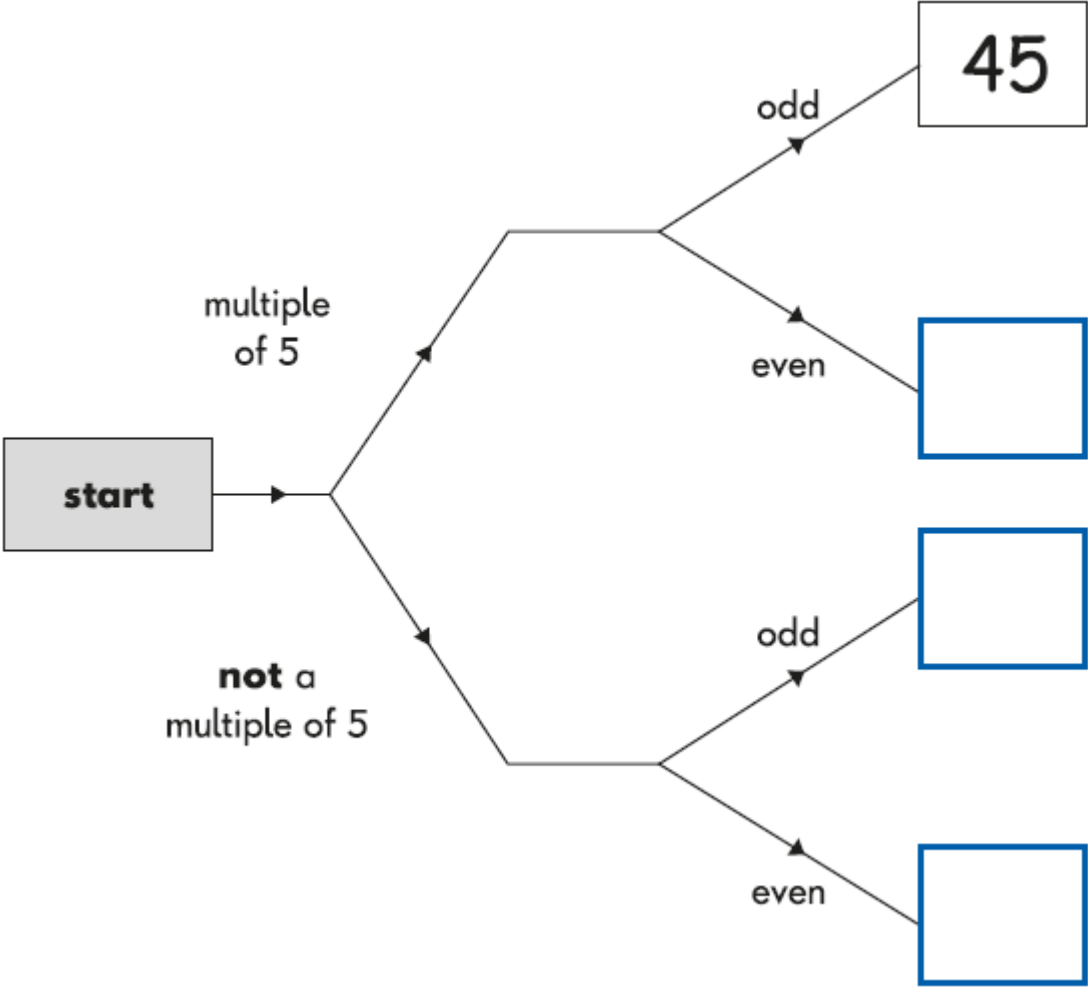 45
odd
multiple
of 5
even
start
odd
not a
multiple of 5
even